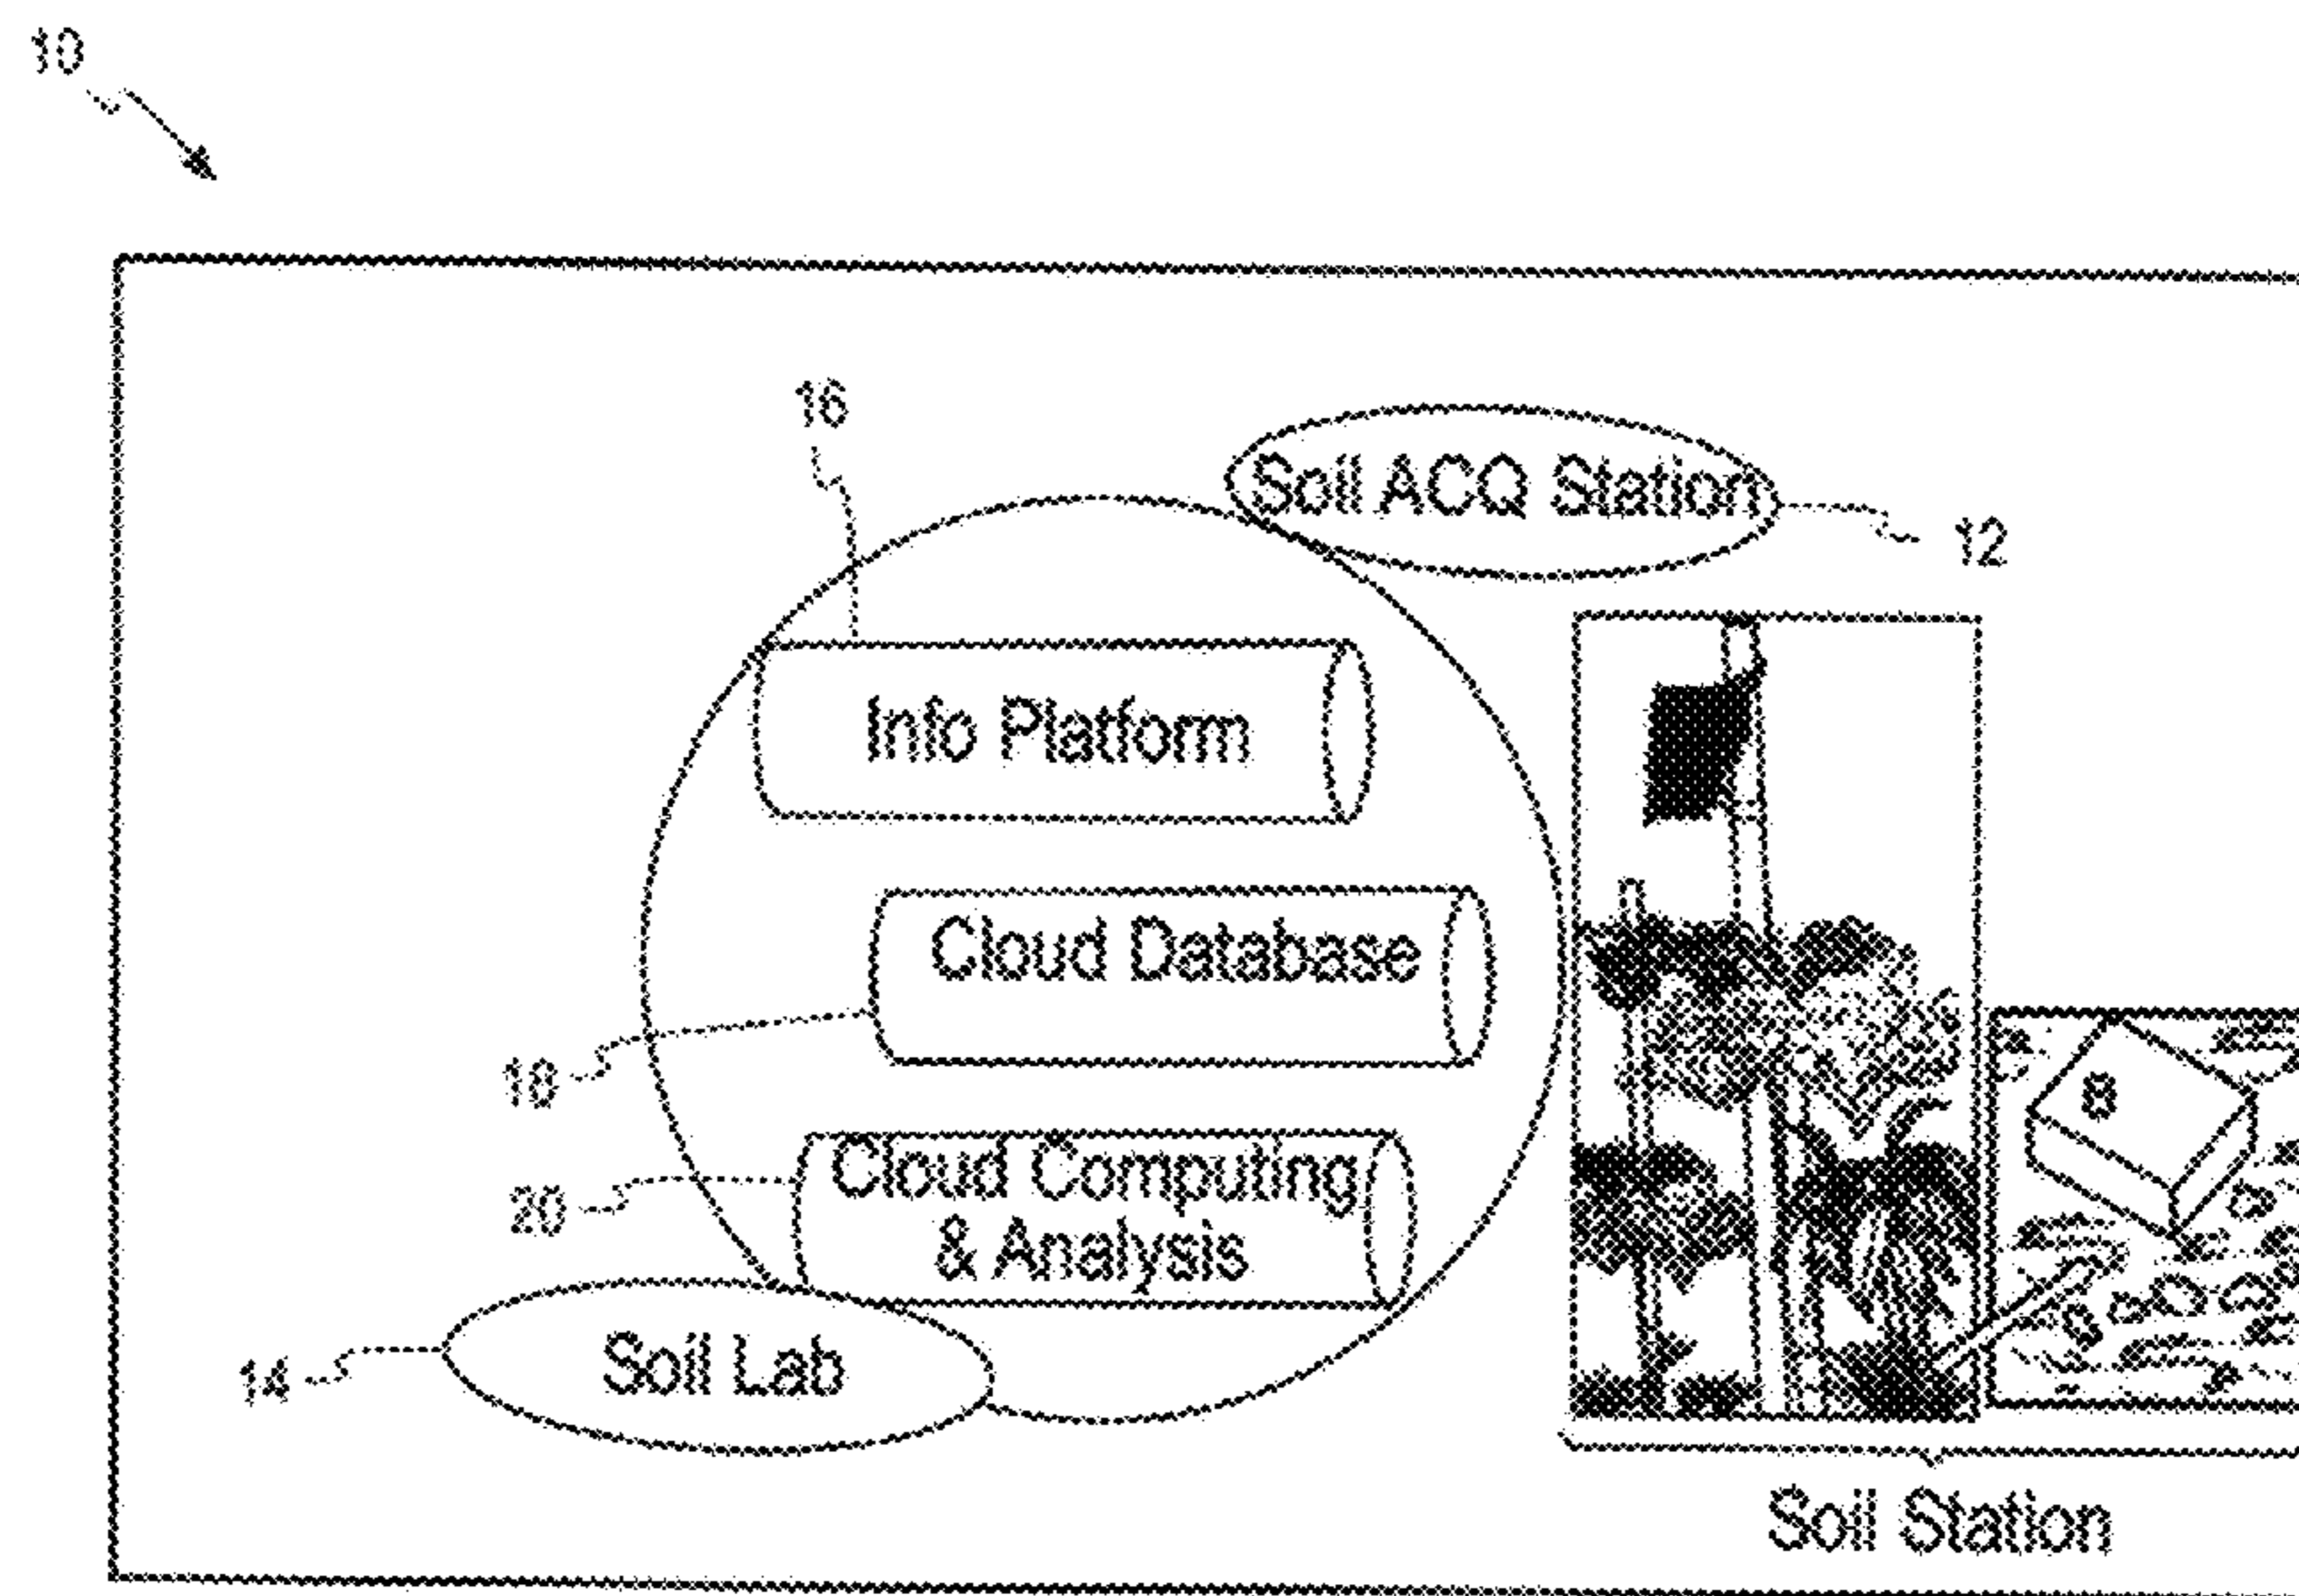 10
16
Soil ACQ Station
12
Info Platform
Cloud Database
18
Cloud Computing
& Analysis
20
Soil Lab
14
Soil Station